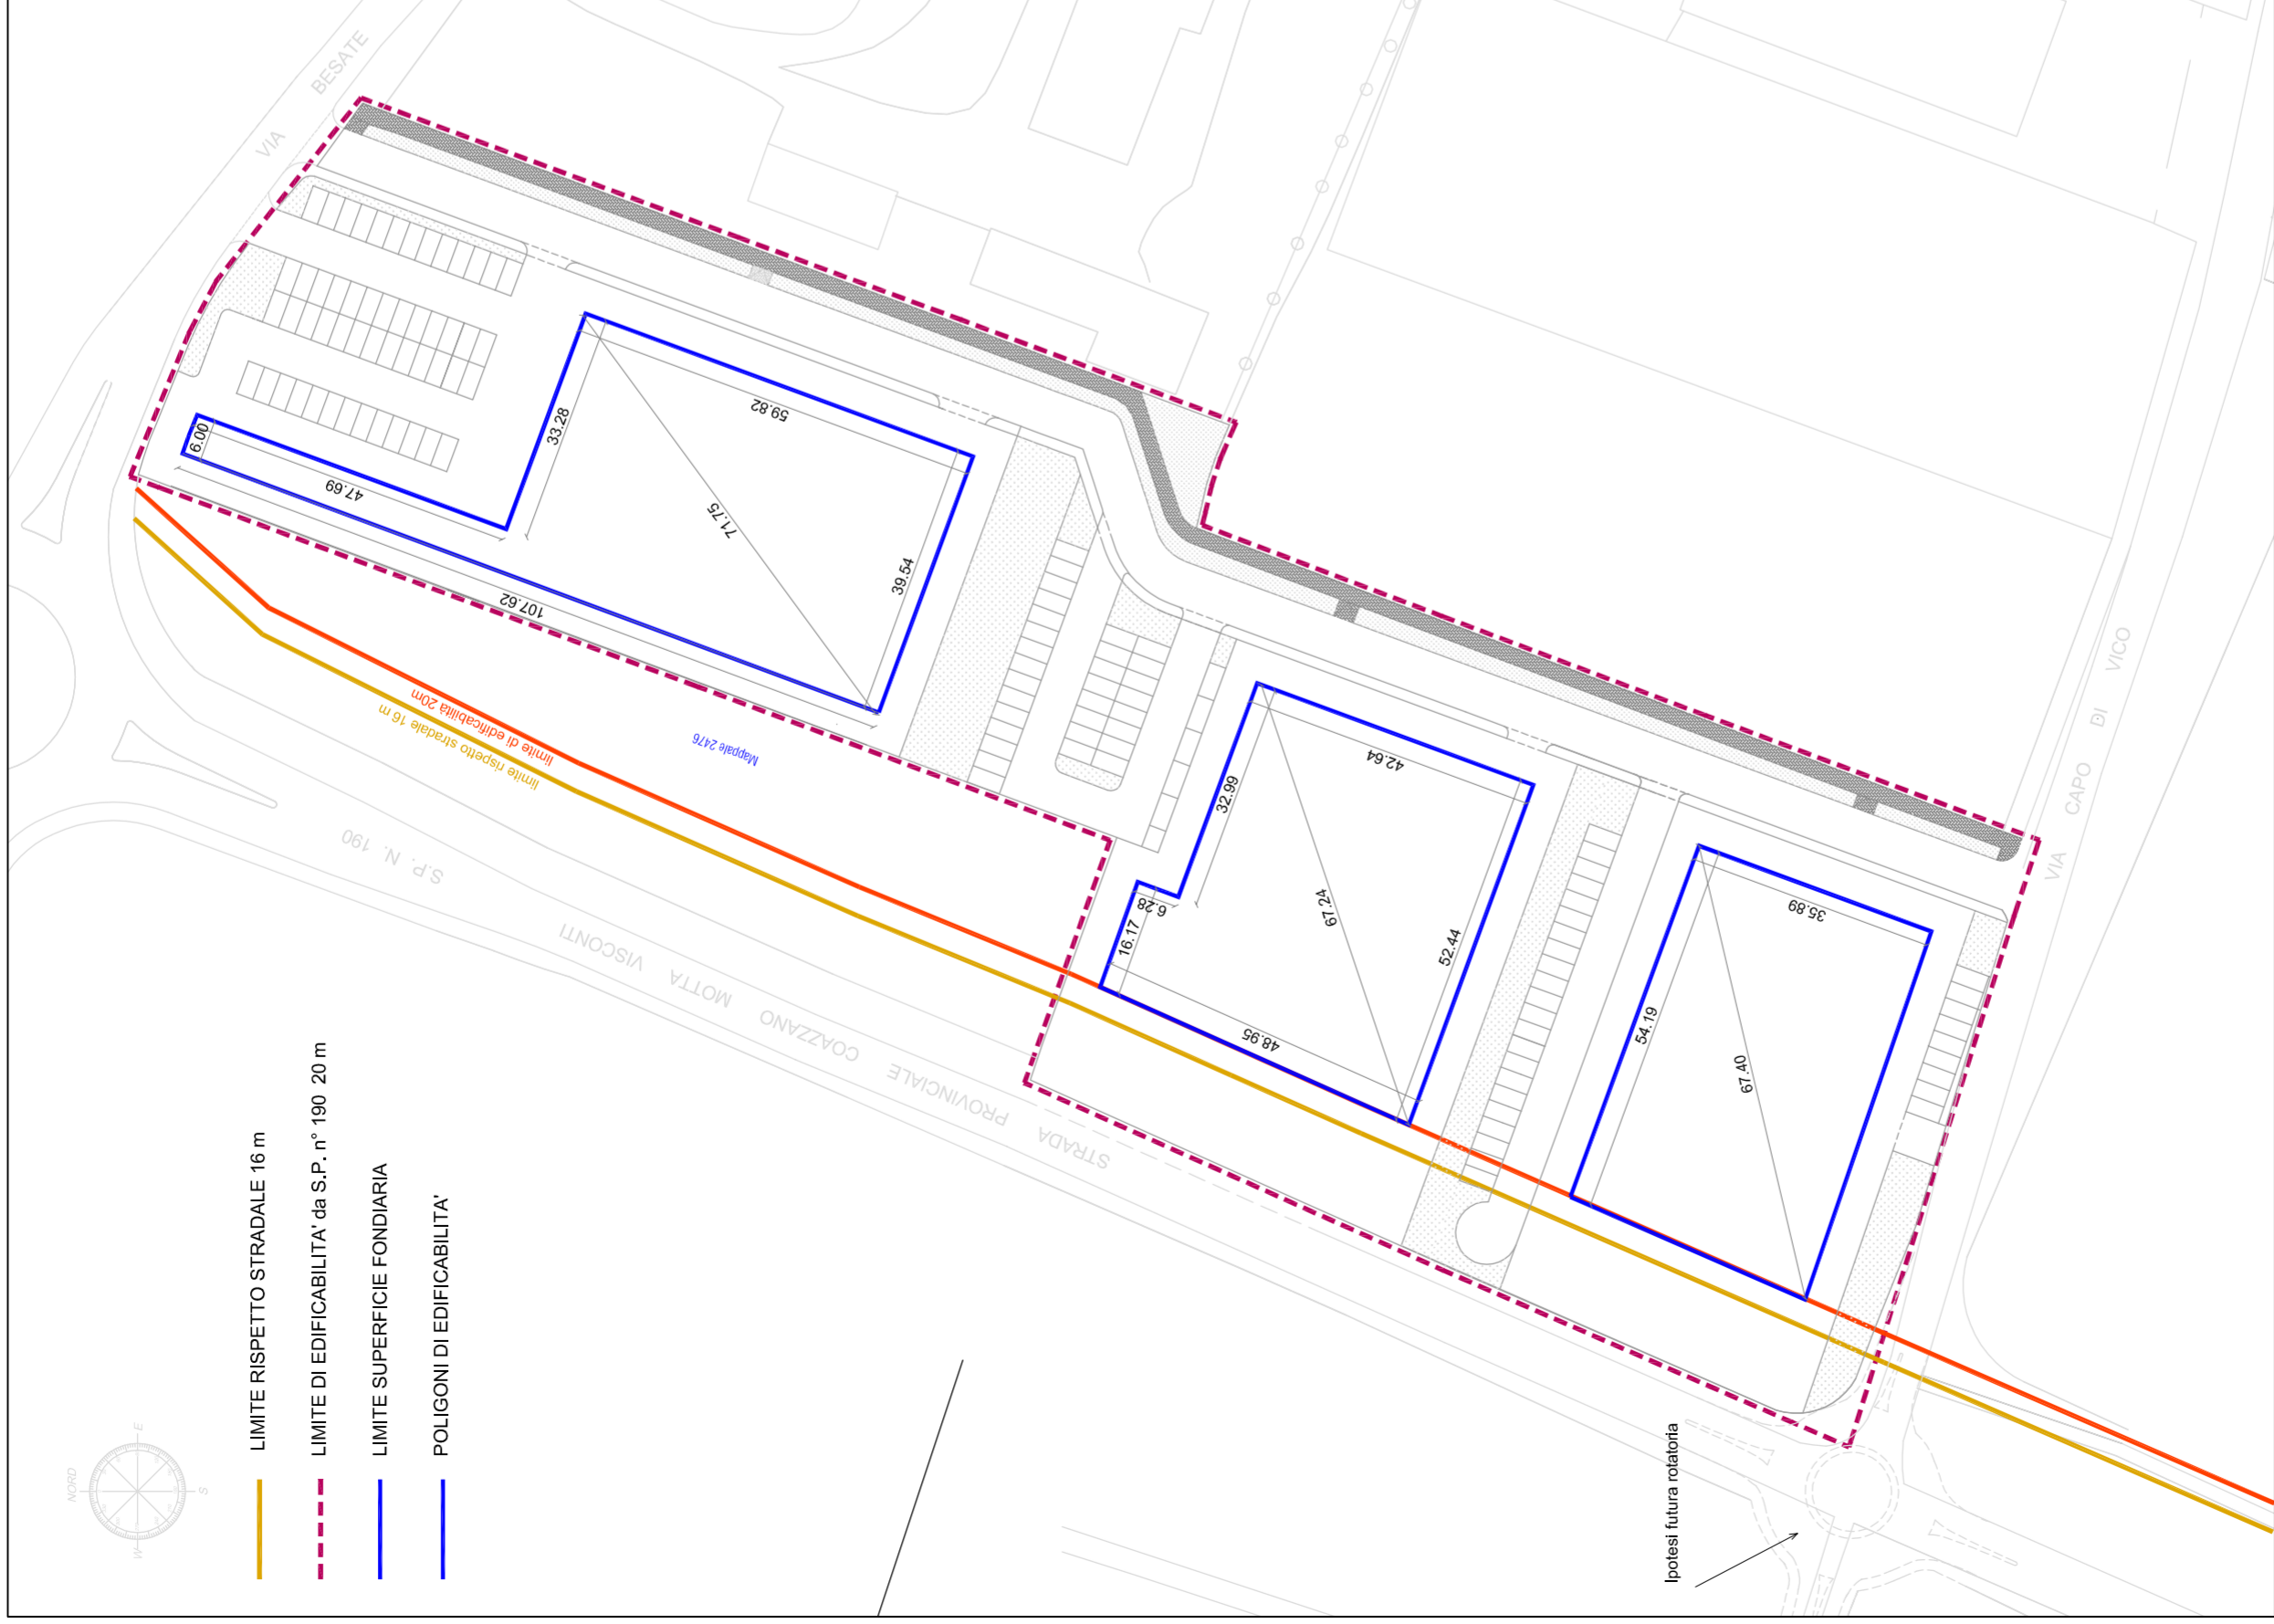 VIA BESATE
6.00
47.69
33.28
59.82
71.75
39.54
107.62
limite di edificabilità 20m
limite rispetto stradale 16 m
Mappale 2476
S.P. N. 190
STRADA PROVINCIALE COAZZANO MOTTA VISCONTI
VIA CAPO DI VICO
42.64
32.99
6.28
16.17
67.24
52.44
48.95
35.89
54.19
67.40
Ipotesi futura rotatoria
LIMITE RISPETTO STRADALE 16 m
LIMITE DI EDIFICABILITA' da S.P. n° 190 20 m
LIMITE SUPERFICIE FONDIARIA
POLIGONI DI EDIFICABILITA'
NORD
E
S
W